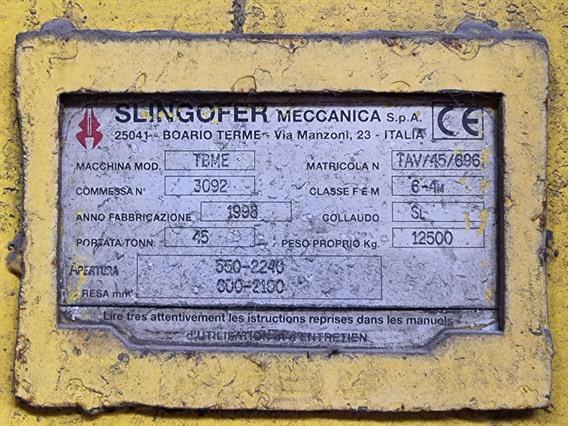 SLINGOFER MECCANICA S.p.A.
25041 - BOARIO TERME - Via Manzoni, 23 - ITALIA
CE
MACCHINA MOD. TBME MATRICOLA N TAV/45/696
COMMESSA N° 3092 CLASSE F E M 6-4M
ANNO FABBRICAZIONE 1998 COLLAUDO SL
PORTATA TONN. 45 PESO PROPRIO Kg. 12500
APERTURA 550-2240
RESA mm 600-2100
Lire tres attentivement les istructions reprises dans les manuels
d'UTILISATION et d'ENTRETIEN